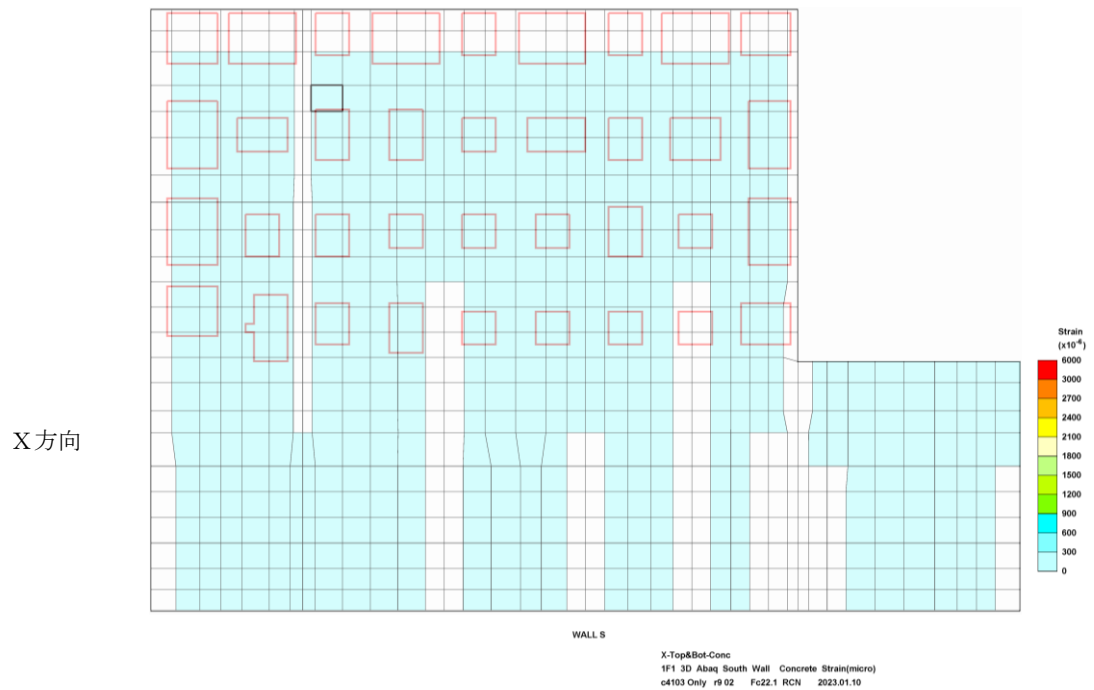 X方向
Strain
(x10-6)
6000
3000
2700
2400
2100
1800
1500
1200
900
600
300
0
WALL S
X-Top&Bot-Conc
1F1 3D Abaq South Wall Concrete Strain(micro)
c4103 Only r9 02 Fc22.1 RCN 2023.01.10